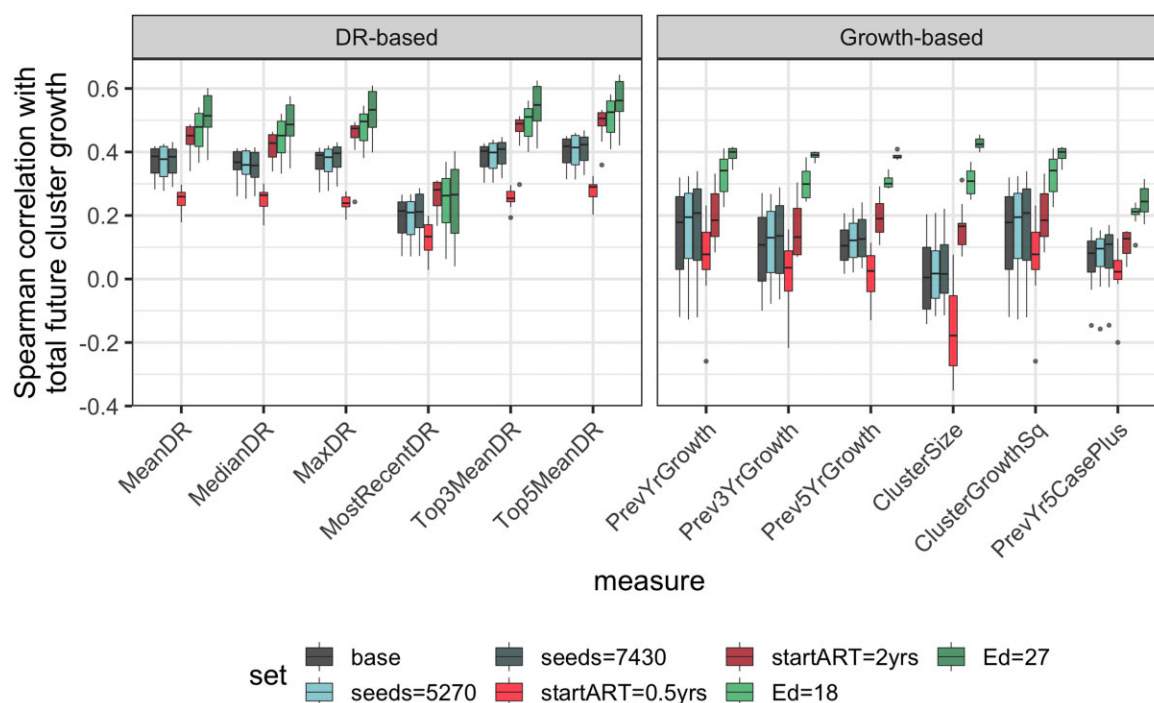 DR-based
Growth-based
Spearman correlation with
total future cluster growth
0.6
0.4
0.2
0.0
-0.2
-0.4
MeanDR
MedianDR
MaxDR
MostRecentDR
Top3MeanDR
Top5MeanDR
PrevYrGrowth
Prev3YrGrowth
Prev5YrGrowth
ClusterSize
ClusterGrowthSq
PrevYr5CasePlus
measure
set
base
seeds=7430
startART=2yrs
Ed=27
seeds=5270
startART=0.5yrs
Ed=18